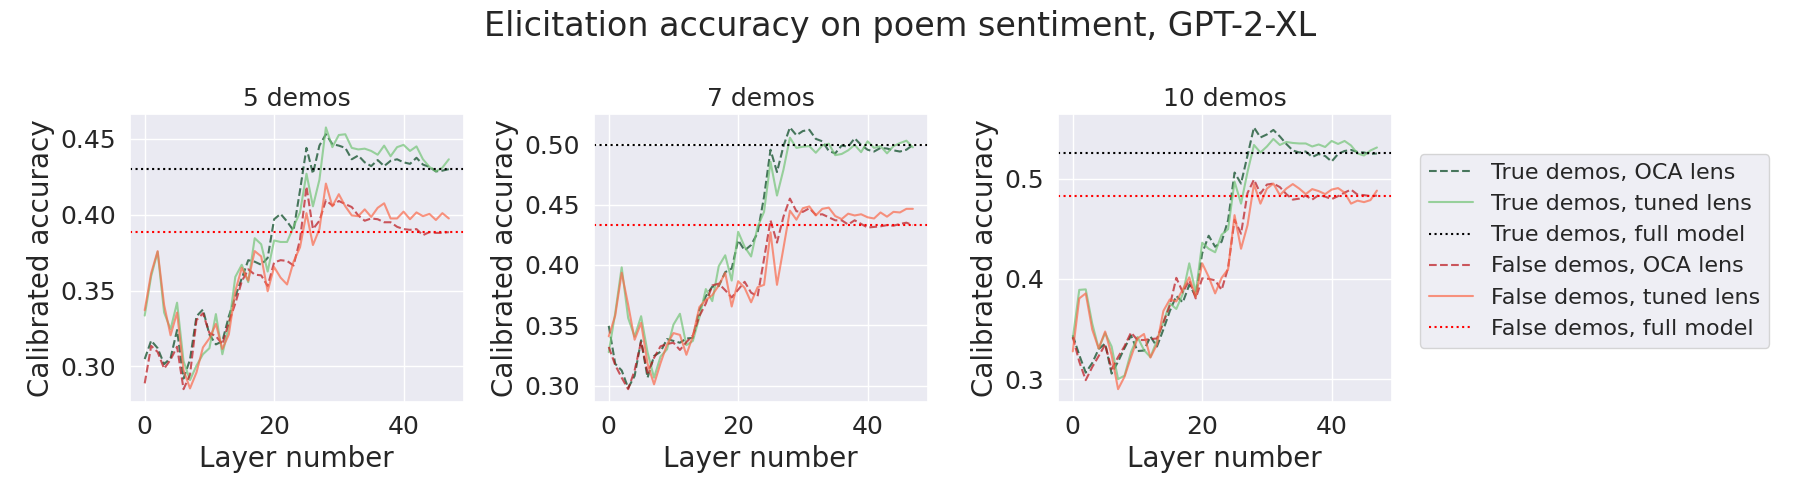 Elicitation accuracy on poem sentiment, GPT-2-XL
5 demos
Calibrated accuracy
0.45
0.40
0.35
0.30
0
20
40
Layer number
7 demos
Calibrated accuracy
0.50
0.45
0.40
0.35
0.30
0
20
40
Layer number
10 demos
Calibrated accuracy
0.5
0.4
0.3
0
20
40
Layer number
True demos, OCA lens
True demos, tuned lens
True demos, full model
False demos, OCA lens
False demos, tuned lens
False demos, full model